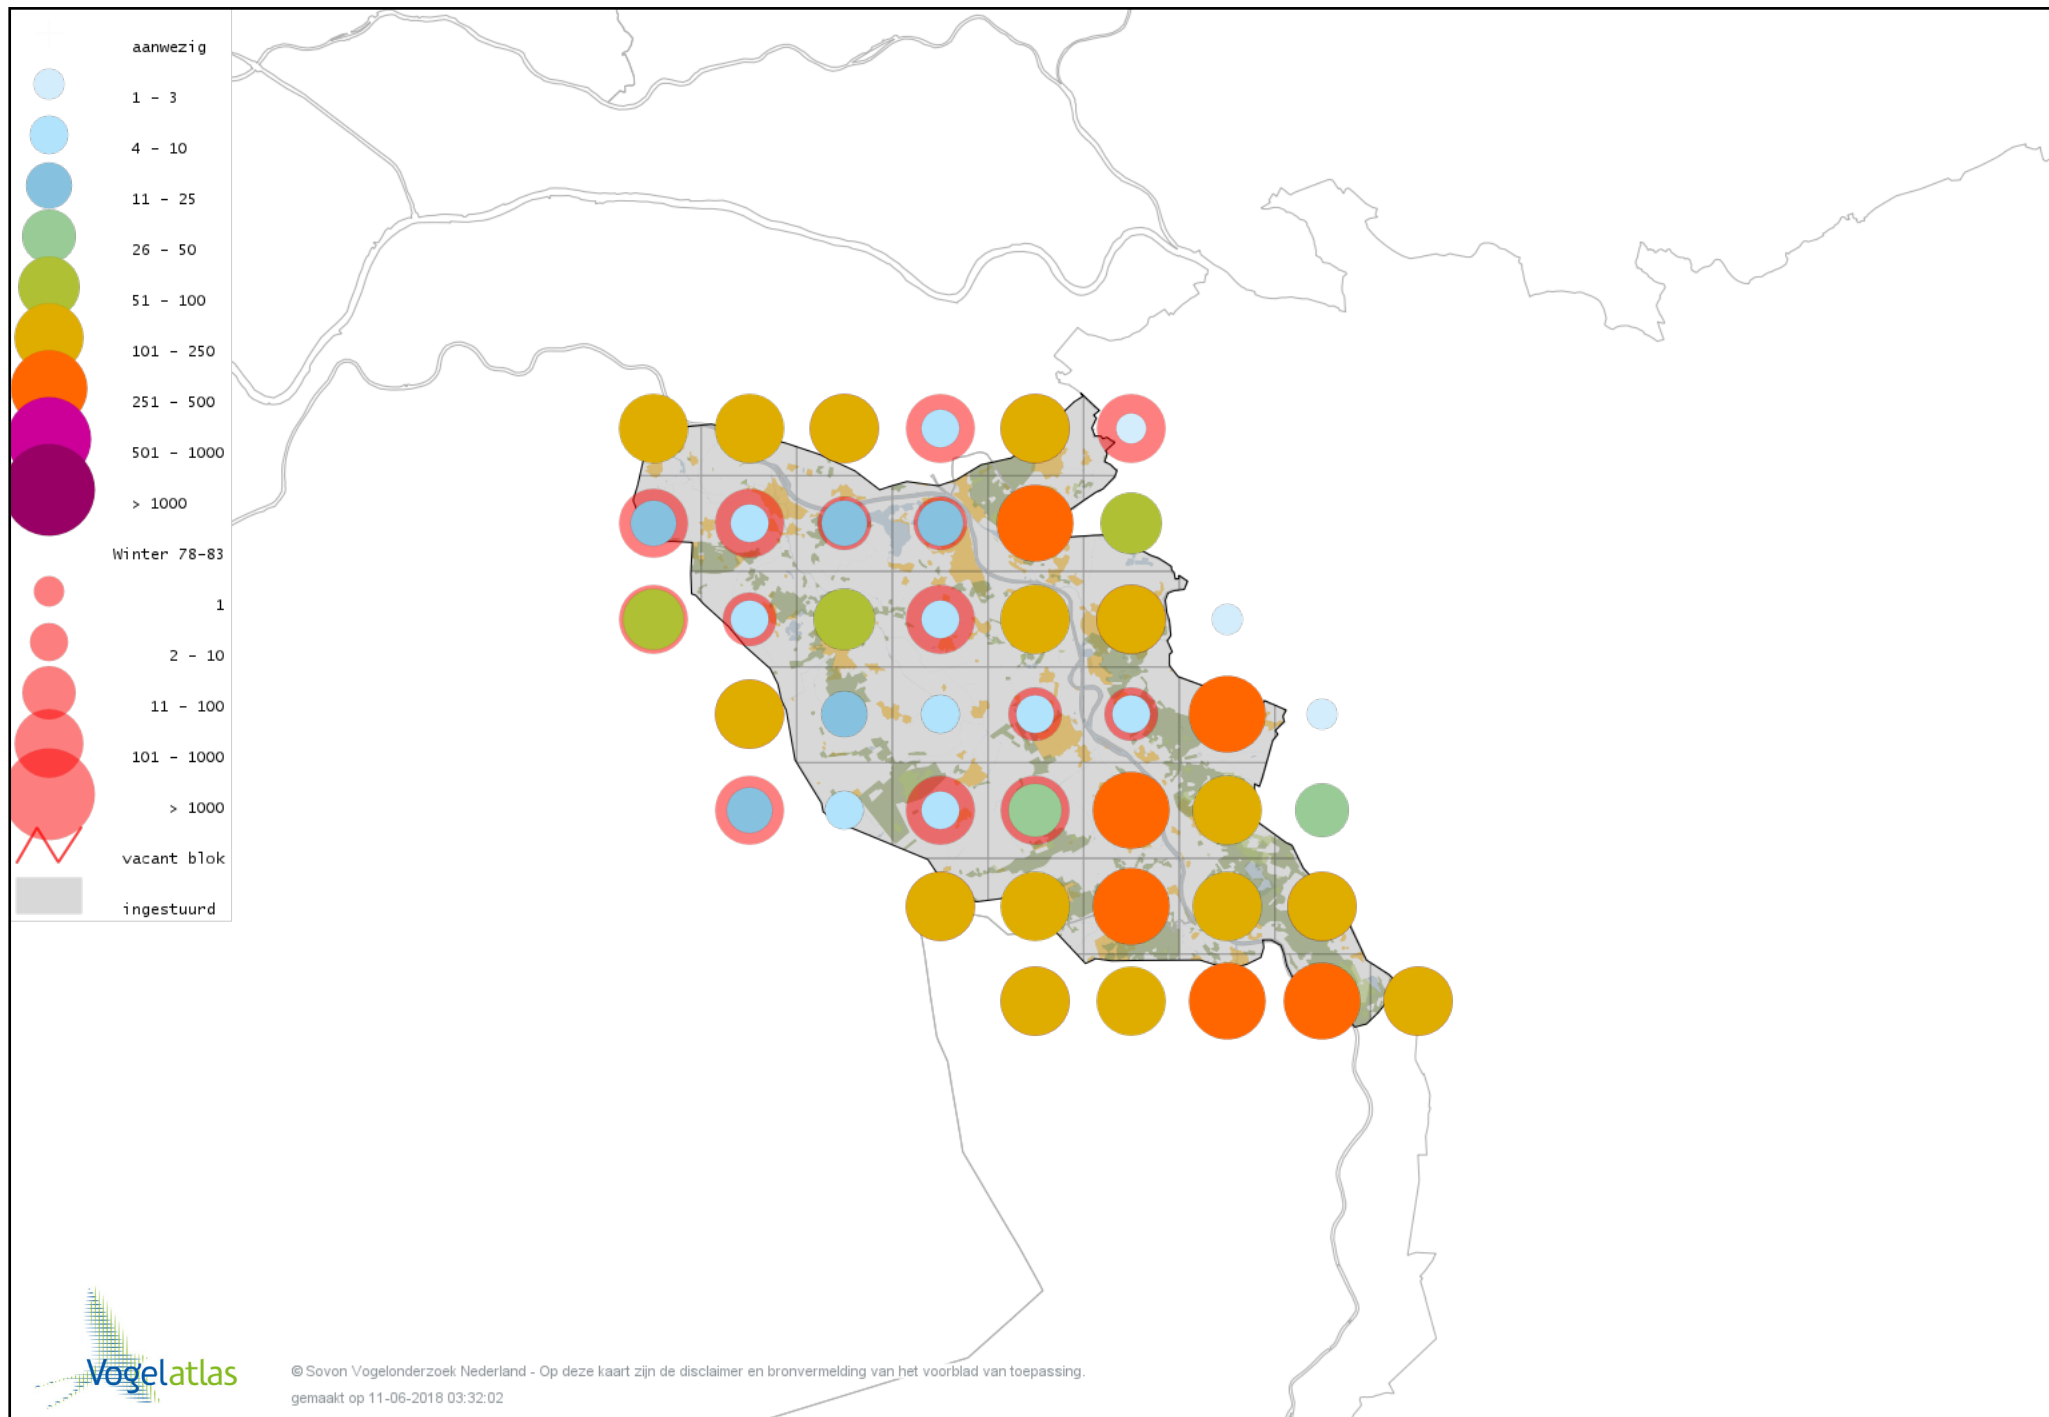 aanwezig
1 - 3
4 - 10
11 - 25
26 - 50
51 - 100
101 - 250
251 - 500
501 - 1000
> 1000
Winter 78-83
1
2 - 10
11 - 100
101 - 1000
> 1000
vacant blok
ingestuurd
Vogelatlas
© Sovon Vogelonderzoek Nederland - Op deze kaart zijn de disclaimer en bronvermelding van het voorblad van toepassing.
gemaakt op 11-06-2018 03:32:02